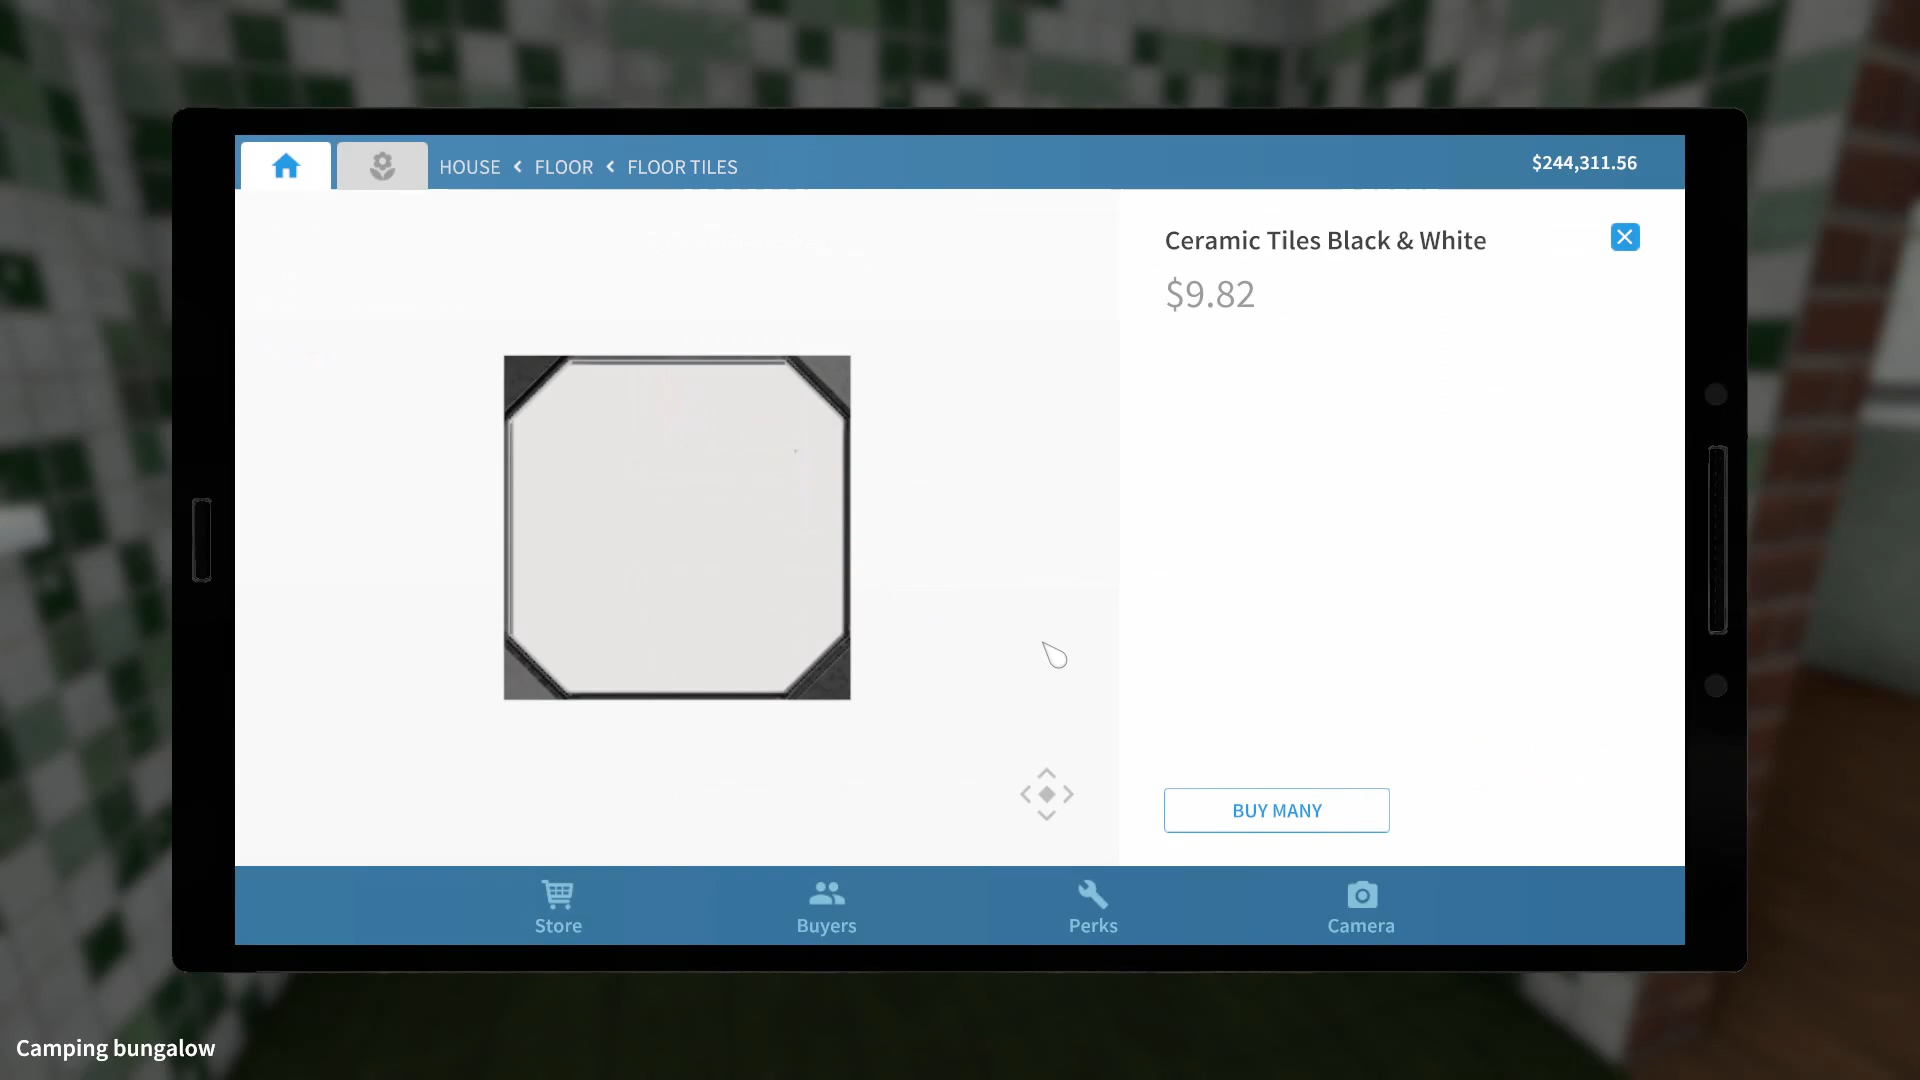 HOUSE < FLOOR < FLOOR TILES
$244,311.56
Ceramic Tiles Black & White
$9.82
BUY MANY
Store
Buyers
Perks
Camera
Camping bungalow